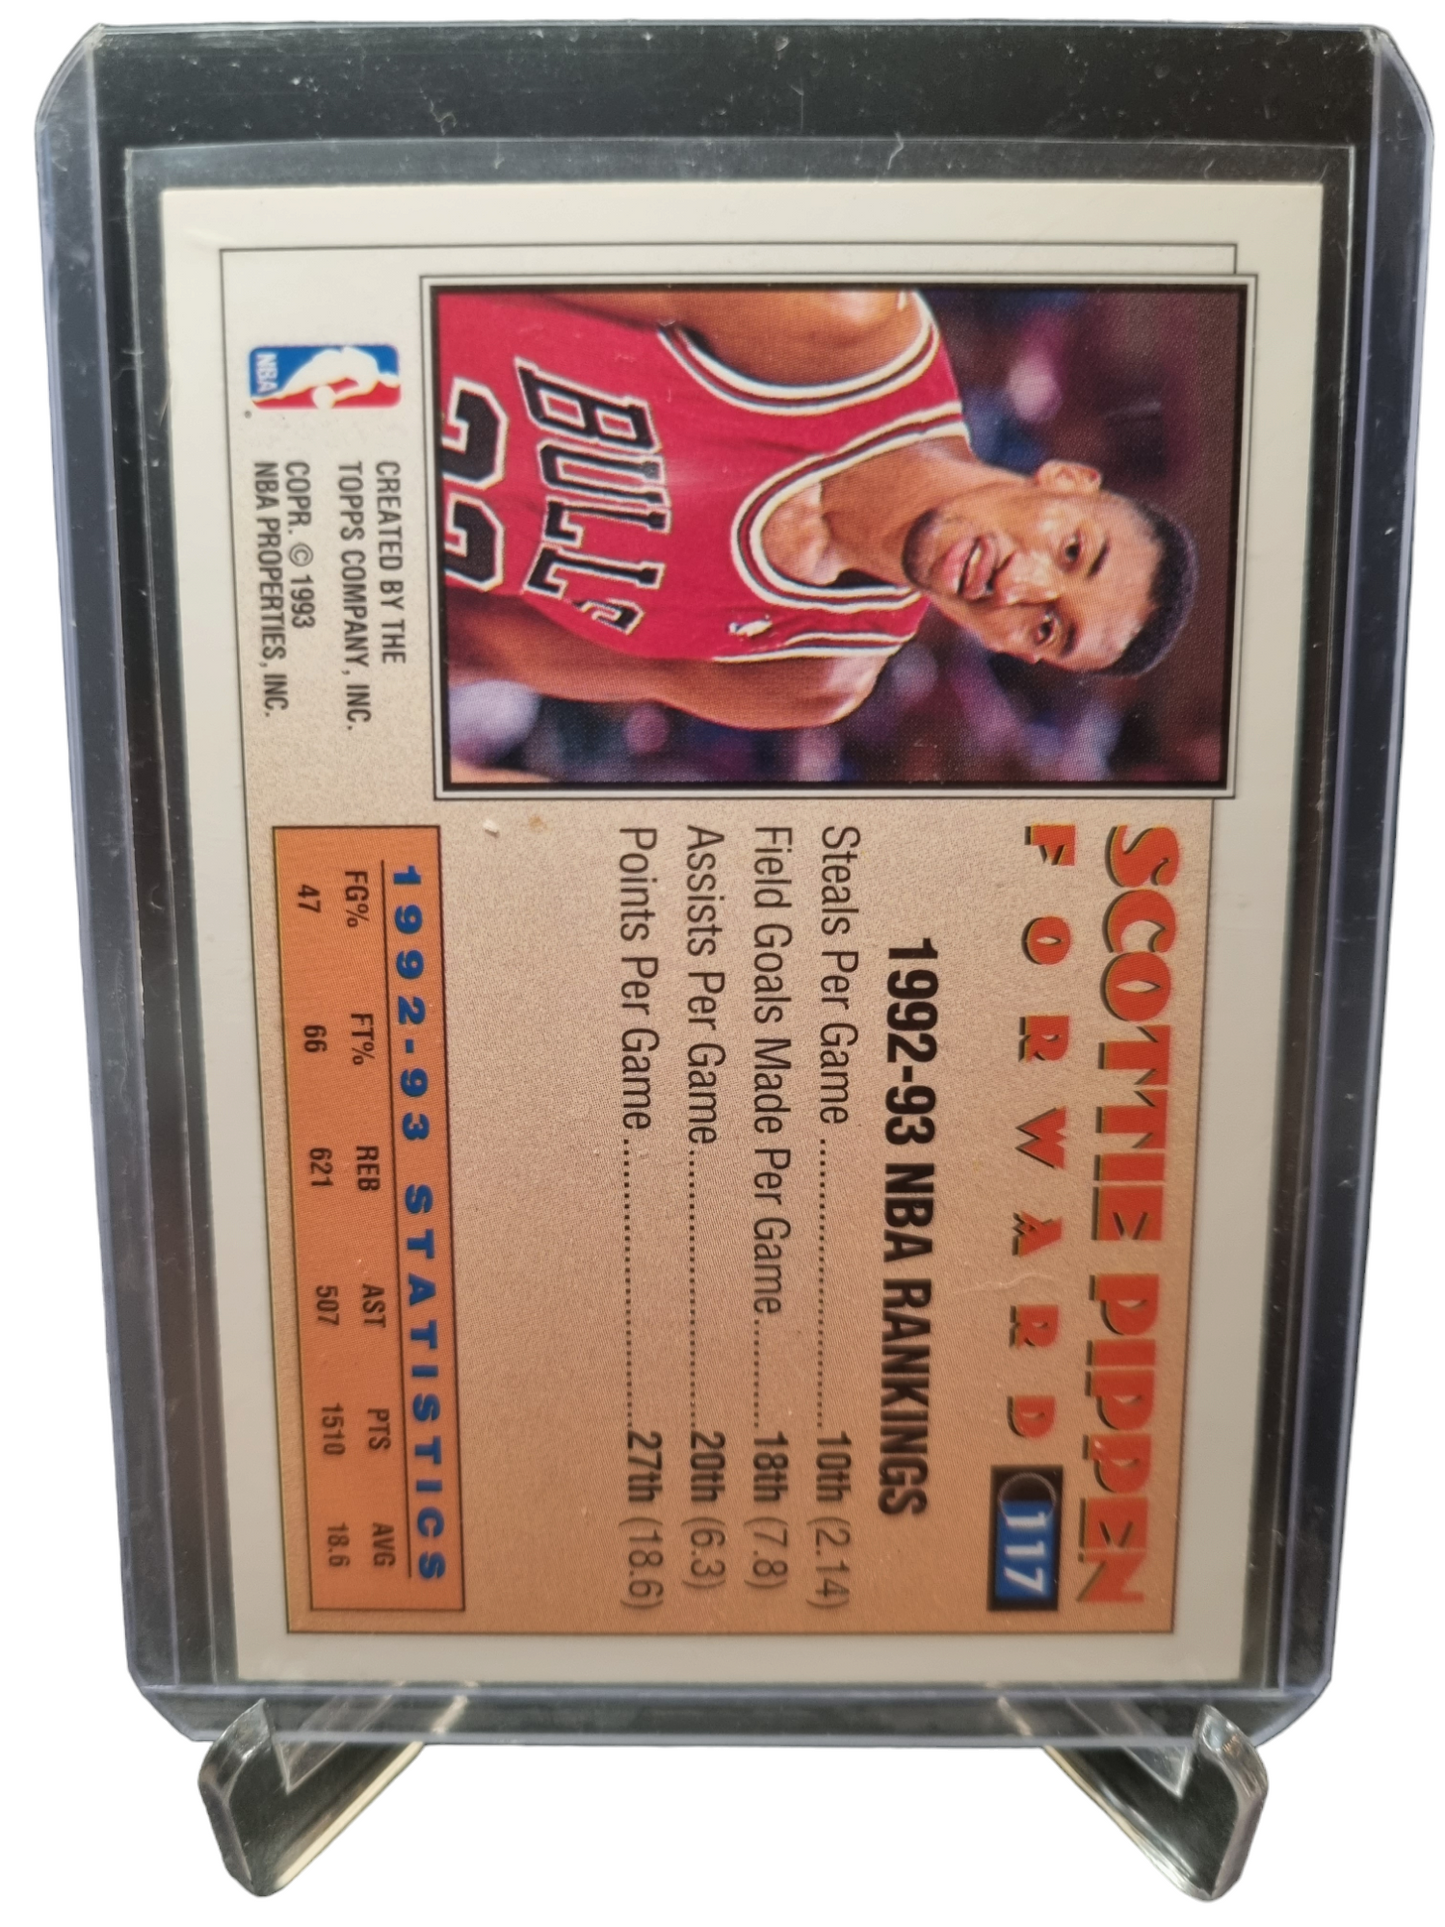 SCOTTIE PIPPEN
FORWARD
117
1992-93 NBA RANKINGS
Steals Per Game ........................10th (2.14)
Field Goals Made Per Game.........18th (7.8)
Assists Per Game........................20th (6.3)
Points Per Game........................27th (18.6)
BULLS
33
NBA
CREATED BY THE
TOPPS COMPANY, INC.
COPR. © 1993
NBA PROPERTIES, INC.
1992-93 STATISTICS
FG% FT% REB AST PTS AVG
47 66 621 507 1510 18.6